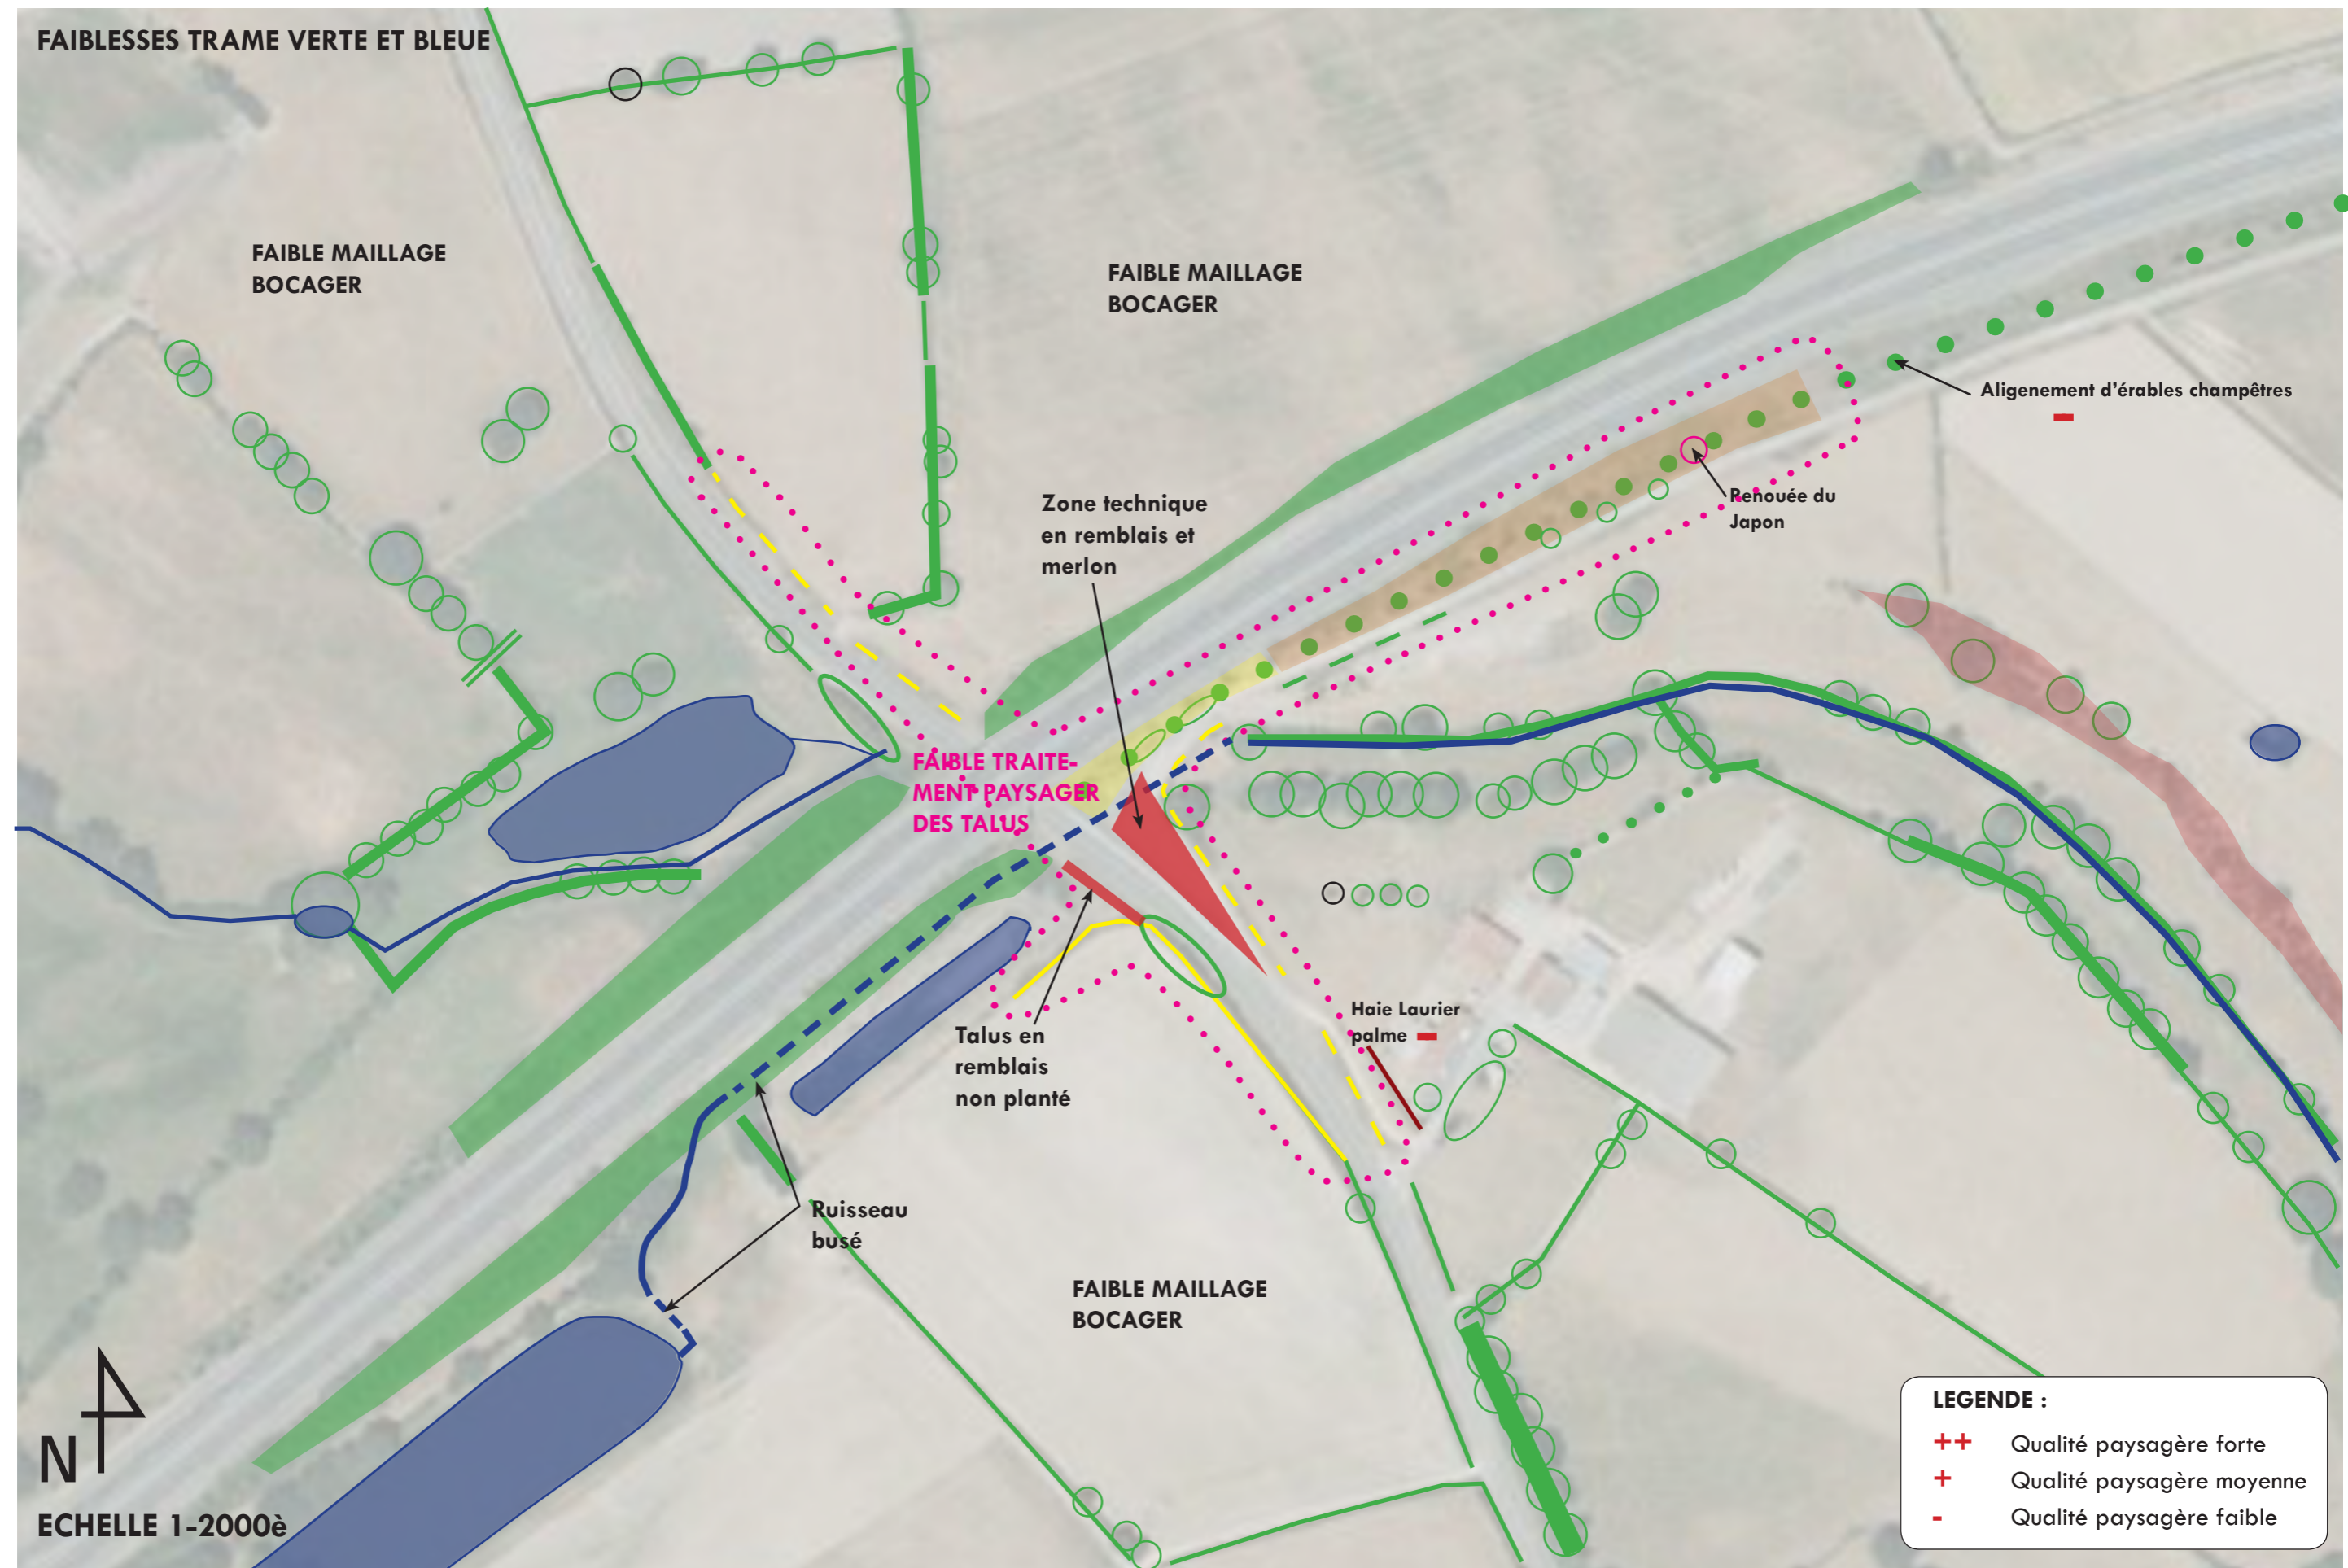 FAIBLESSES TRAME VERTE ET BLEUE
FAIBLE MAILLAGE
BOCAGER
FAIBLE MAILLAGE
BOCAGER
Aligenement d'érables champêtres
-
Zone technique
en remblais et
merlon
Renouée du
Japon
FAIBLE TRAITE-
MENT PAYSAGER
DES TALUS
Haie Laurier
palme -
Talus en
remblais
non planté
Ruisseau
busé
FAIBLE MAILLAGE
BOCAGER
N
ECHELLE 1-2000è
LEGENDE :
++ Qualité paysagère forte
+ Qualité paysagère moyenne
- Qualité paysagère faible